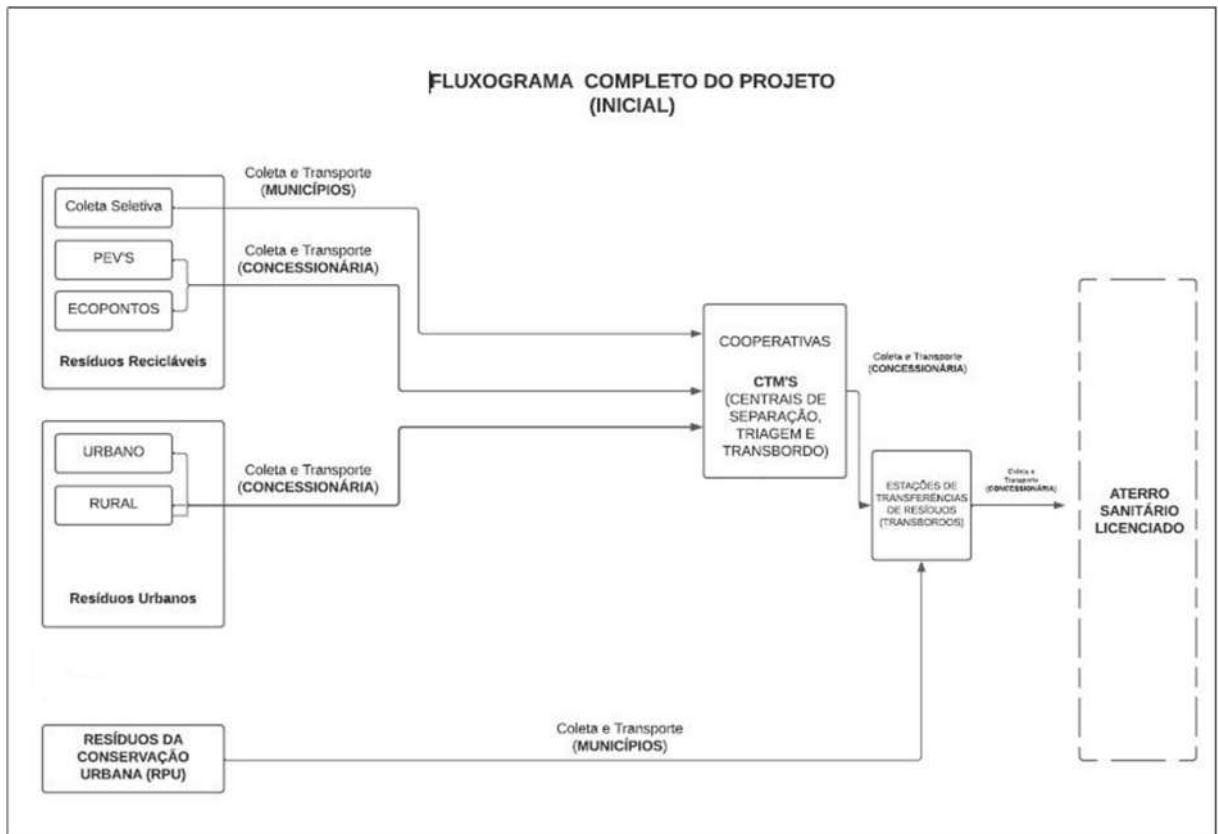 FLUXOGRAMA COMPLETO DO PROJETO
(INICIAL)
Coleta e Transporte
(MUNICÍPIOS)
Coleta Seletiva
PEV'S
ECOPONTOS
Resíduos Recicláveis
Coleta e Transporte
(CONCESSIONÁRIA)
URBANO
RURAL
Resíduos Urbanos
Coleta e Transporte
(CONCESSIONÁRIA)
COOPERATIVAS
CTM'S
(CENTRAIS DE
SEPARAÇÃO,
TRIAGEM E
TRANSBORDO)
Coleta e Transporte
(CONCESSIONÁRIA)
ESTAÇÕES DE
TRANSFERÊNCIAS
DE RESÍDUOS
(TRANSBORDOS)
Coleta e
Transporte
(CONCESSIONÁRIA)
ATERRO
SANITÁRIO
LICENCIADO
RESÍDUOS DA
CONSERVAÇÃO
URBANA (RPU)
Coleta e Transporte
(MUNICÍPIOS)